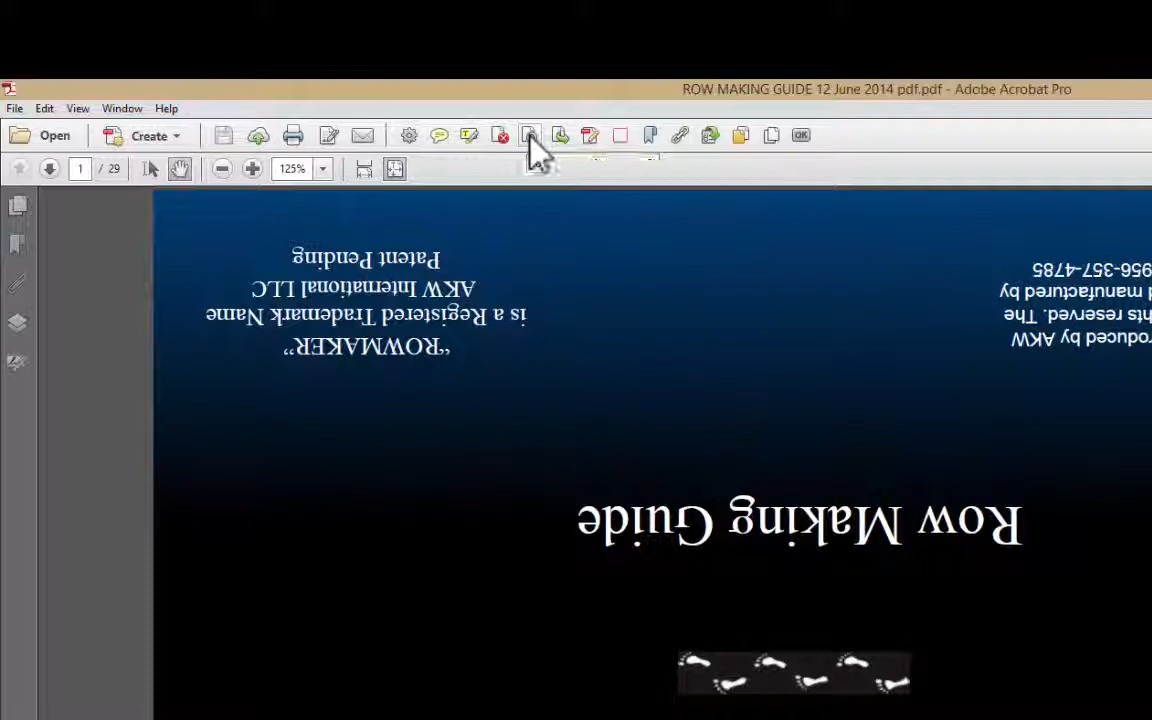 ROW MAKING GUIDE 12 June 2014 pdf.pdf - Adobe Acrobat Pro
File Edit View Window Help
Open Create OK
1 / 29 125%
Row Making Guide
"ROWMAKER"
is a Registered Trademark Name
AKW International LLC
Patent Pending
oduced by AKW
hts reserved. The
d manufactured by
956-357-4785